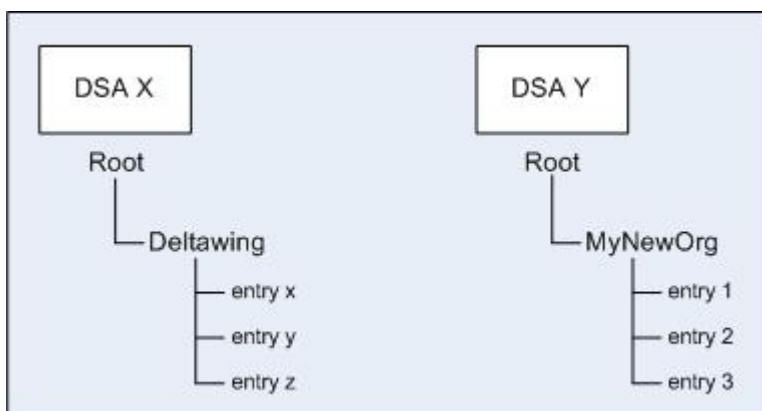 DSA X
Root
Deltawing
entry x
entry y
entry z
DSA Y
Root
MyNewOrg
entry 1
entry 2
entry 3